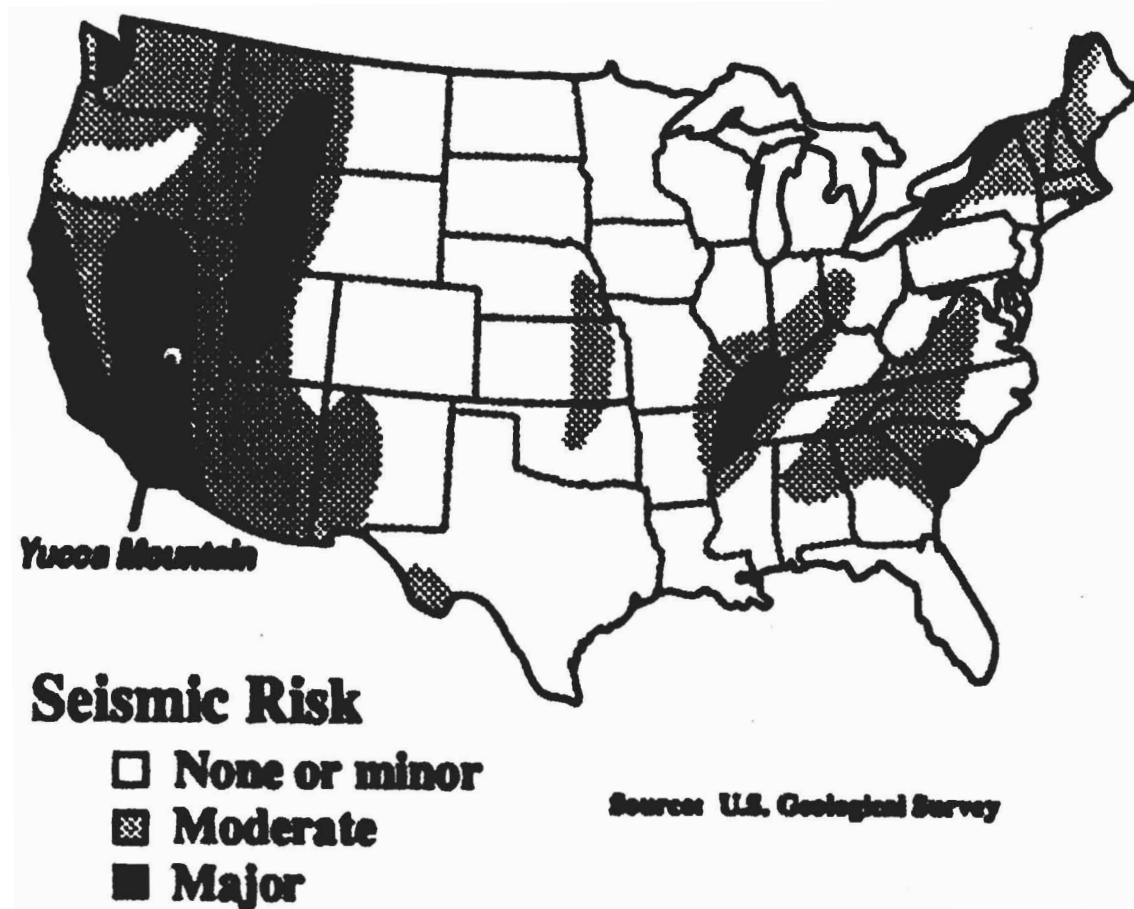 Yucca Mountain
Seismic Risk
None or minor
Moderate
Major
Source: U.S. Geological Survey